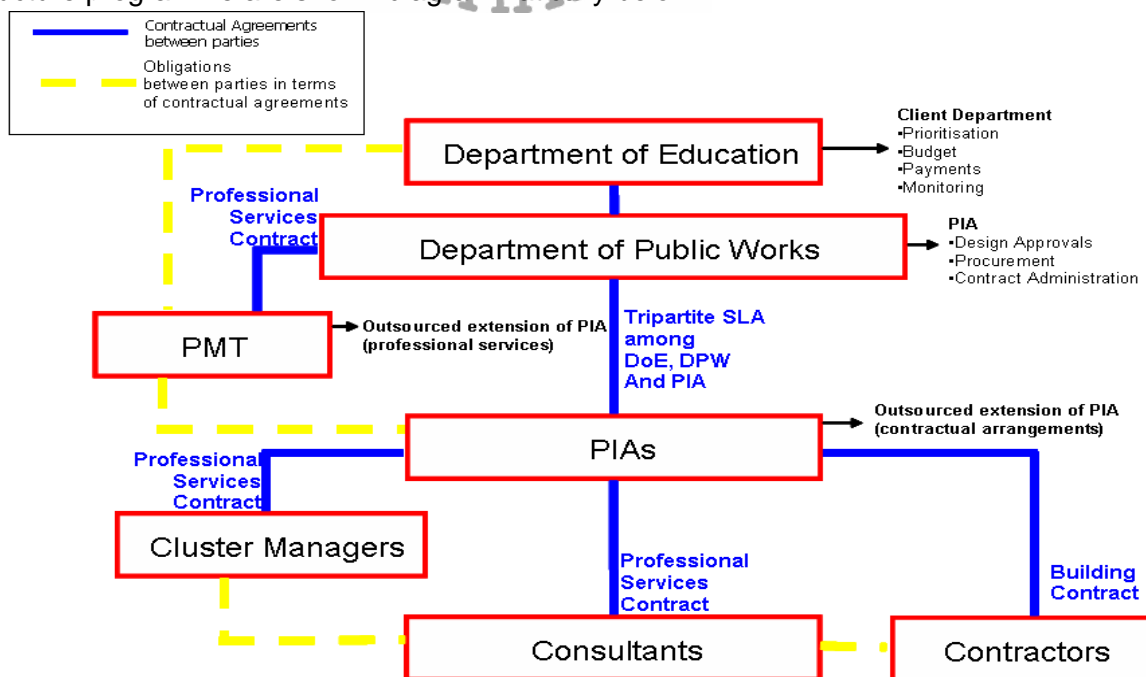 Contractual Agreements
between parties
Obligations
between parties in terms
of contractual agreements
Department of Education
Client Department
▪Prioritisation
▪Budget
▪Payments
▪Monitoring
Professional
Services
Contract
Department of Public Works
PIA
▪Design Approvals
▪Procurement
▪Contract Administration
PMT
Outsourced extension of PIA
(professional services)
Tripartite SLA
among
DoE, DPW
And PIA
PIAs
Outsourced extension of PIA
(contractual arrangements)
Professional
Services
Contract
Cluster Managers
Professional
Services
Contract
Building
Contract
Consultants
Contractors